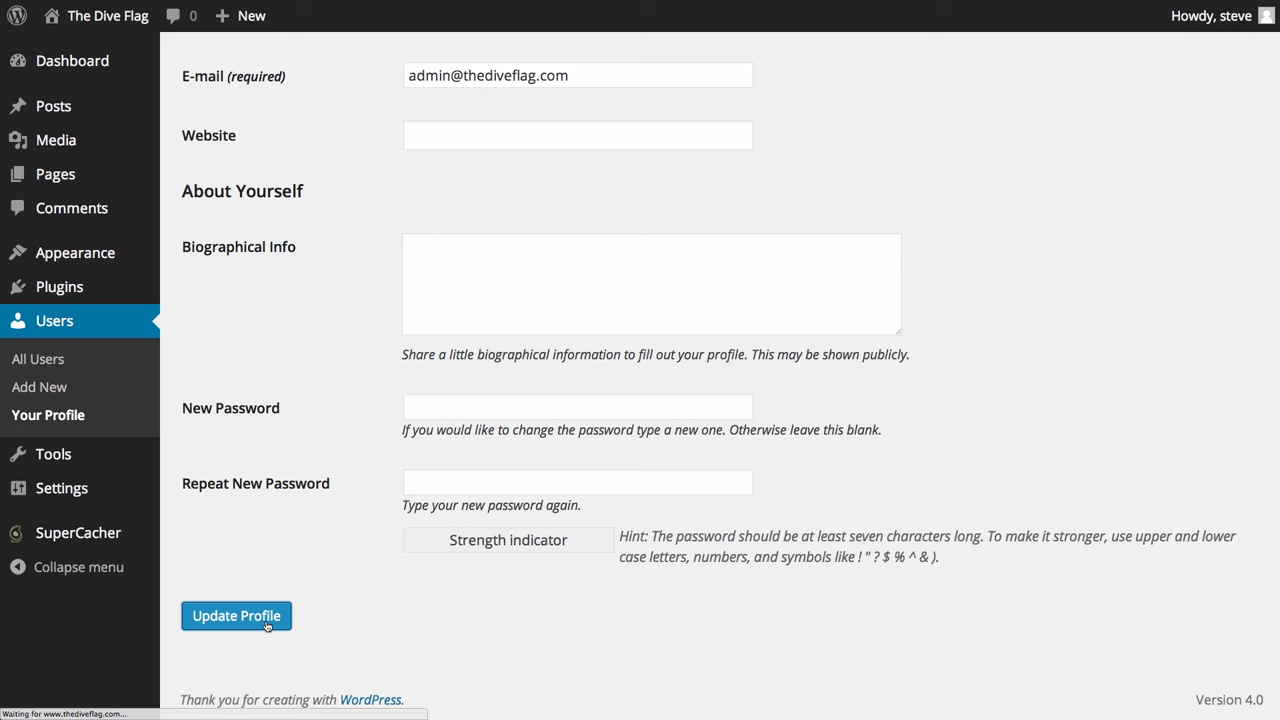 The Dive Flag
0
New
Howdy, steve
Dashboard
Posts
Media
Pages
Comments
Appearance
Plugins
Users
All Users
Add New
Your Profile
Tools
Settings
SuperCacher
Collapse menu
E-mail (required)
admin@thediveflag.com
Website
About Yourself
Biographical Info
Share a little biographical information to fill out your profile. This may be shown publicly.
New Password
If you would like to change the password type a new one. Otherwise leave this blank.
Repeat New Password
Type your new password again.
Strength indicator
Hint: The password should be at least seven characters long. To make it stronger, use upper and lower
case letters, numbers, and symbols like ! " ? $ % ^ & ).
Update Profile
Thank you for creating with WordPress.
Version 4.0
Waiting for www.thediveflag.com...